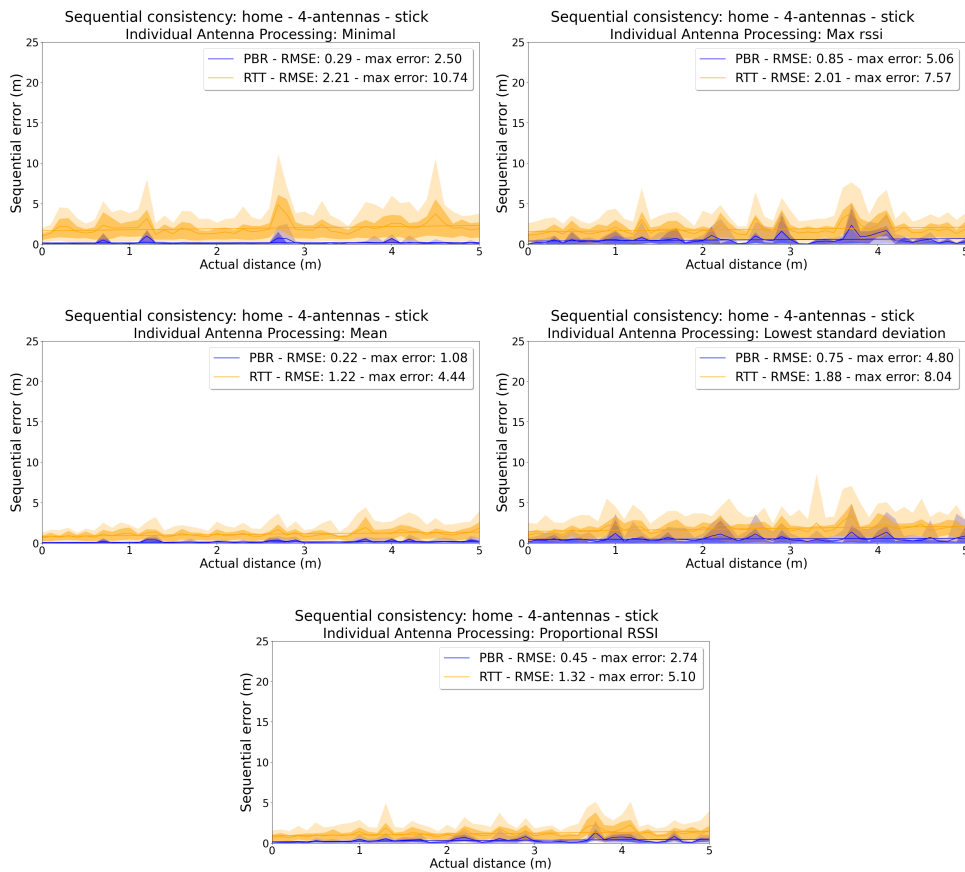 Sequential consistency: home - 4-antennas - stick
Individual Antenna Processing: Minimal
25
20
15
10
5
0
Sequential error (m)
PBR - RMSE: 0.29 - max error: 2.50
RTT - RMSE: 2.21 - max error: 10.74
0 1 2 3 4 5
Actual distance (m)
Sequential consistency: home - 4-antennas - stick
Individual Antenna Processing: Max rssi
25
20
15
10
5
0
Sequential error (m)
PBR - RMSE: 0.85 - max error: 5.06
RTT - RMSE: 2.01 - max error: 7.57
1 2 3 4 5
Actual distance (m)
Sequential consistency: home - 4-antennas - stick
Individual Antenna Processing: Mean
25
20
15
10
5
0
Sequential error (m)
PBR - RMSE: 0.22 - max error: 1.08
RTT - RMSE: 1.22 - max error: 4.44
0 1 2 3 4 5
Actual distance (m)
Sequential consistency: home - 4-antennas - stick
Individual Antenna Processing: Lowest standard deviation
25
20
15
10
5
0
Sequential error (m)
PBR - RMSE: 0.75 - max error: 4.80
RTT - RMSE: 1.88 - max error: 8.04
1 2 3 4 5
Actual distance (m)
Sequential consistency: home - 4-antennas - stick
Individual Antenna Processing: Proportional RSSI
25
20
15
10
5
0
Sequential error (m)
PBR - RMSE: 0.45 - max error: 2.74
RTT - RMSE: 1.32 - max error: 5.10
0 1 2 3 4 5
Actual distance (m)